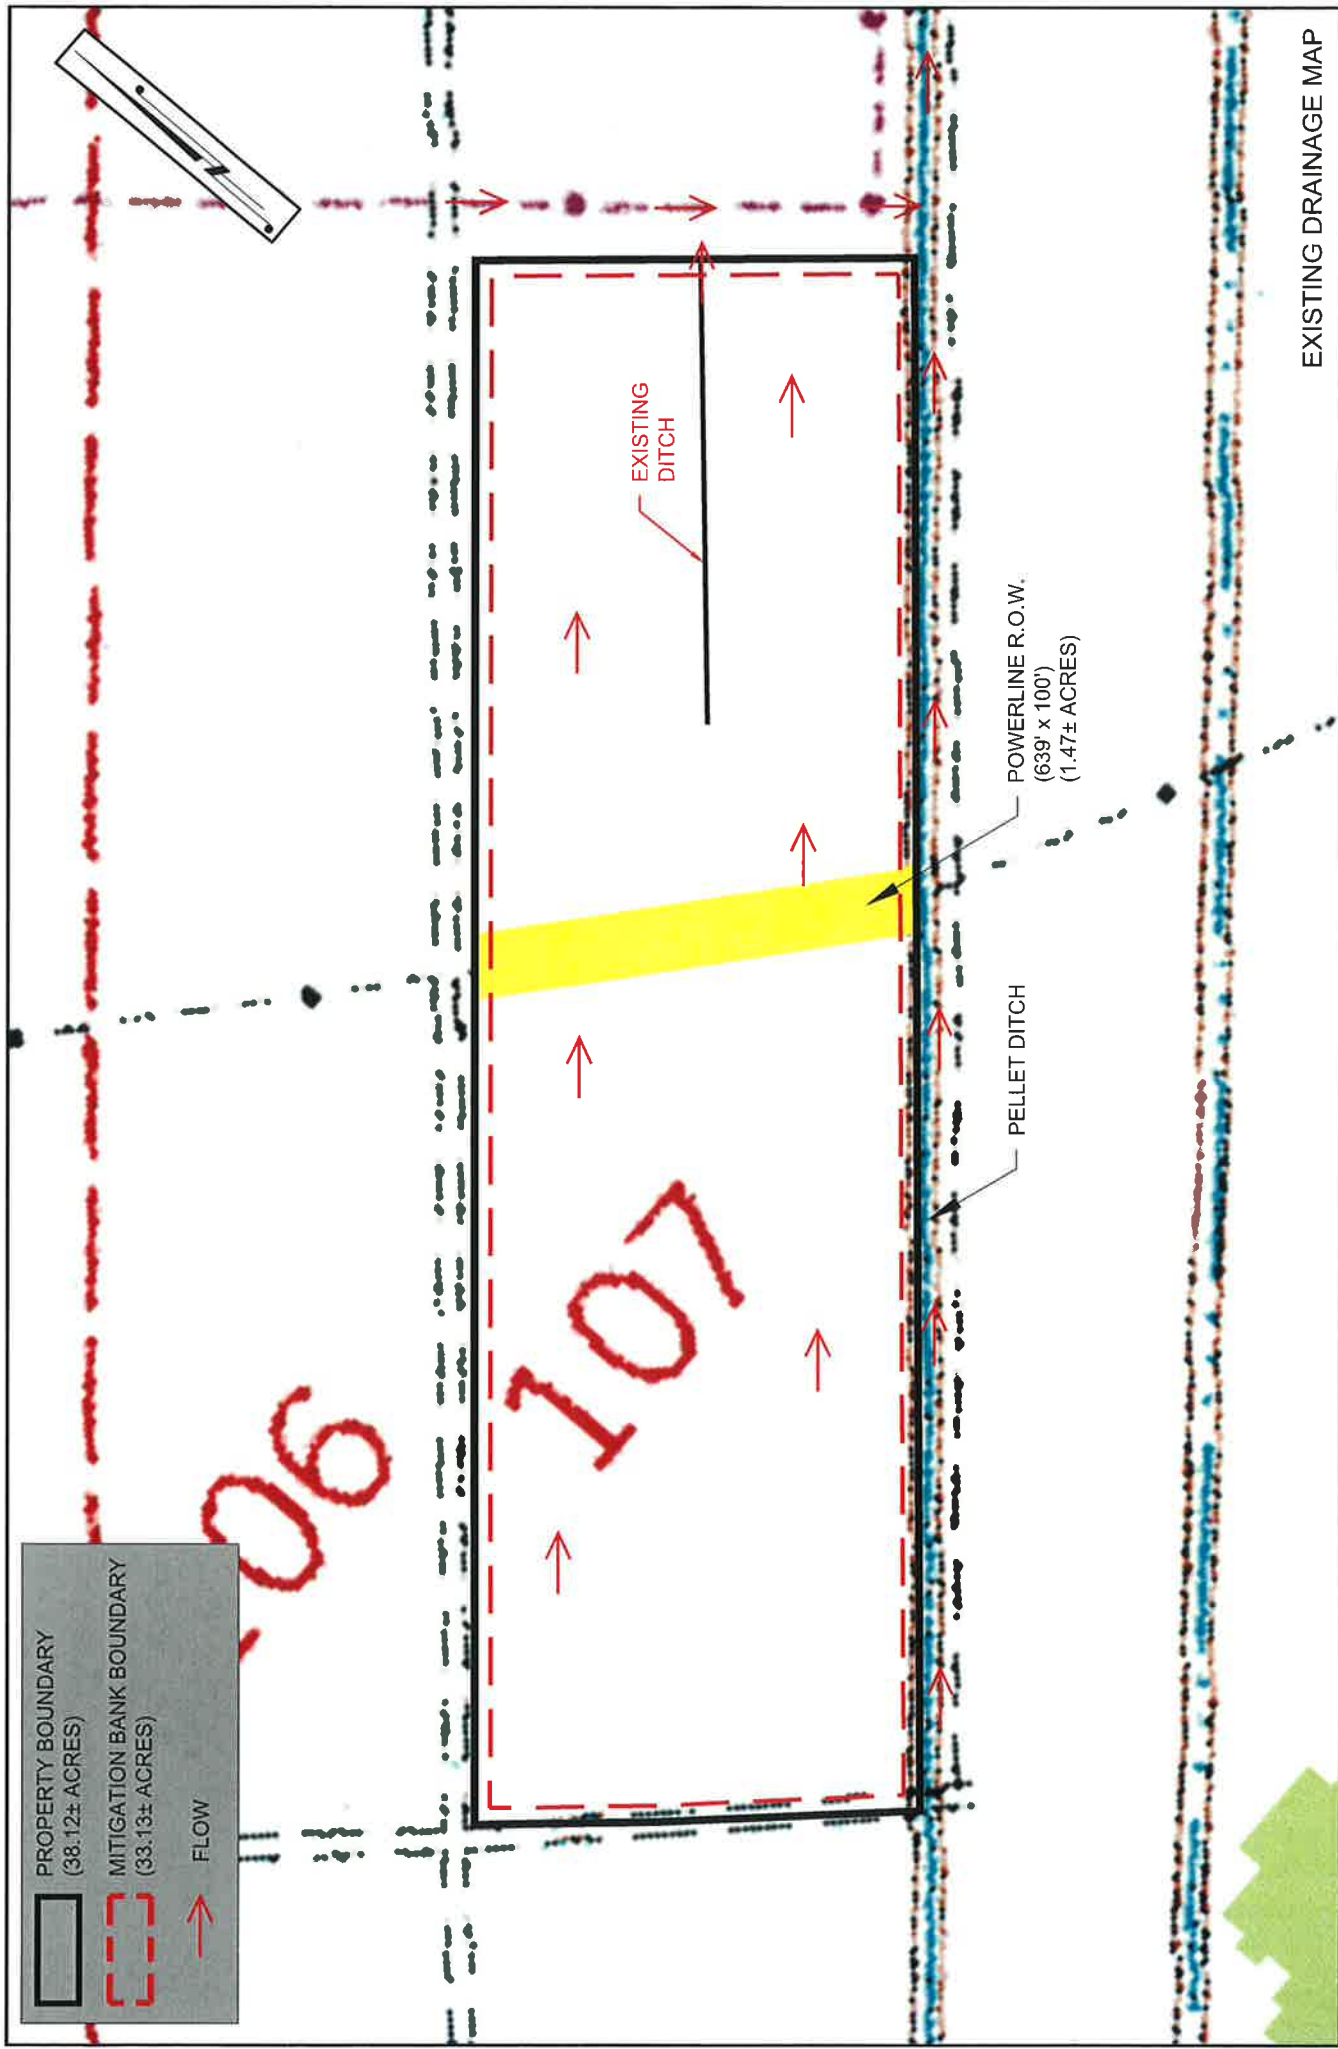 PROPERTY BOUNDARY
(38.12± ACRES)
MITIGATION BANK BOUNDARY
(33.13± ACRES)
FLOW
06
107
EXISTING
DITCH
POWERLINE R.O.W.
(639' x 100')
(1.47± ACRES)
PELLET DITCH
EXISTING DRAINAGE MAP